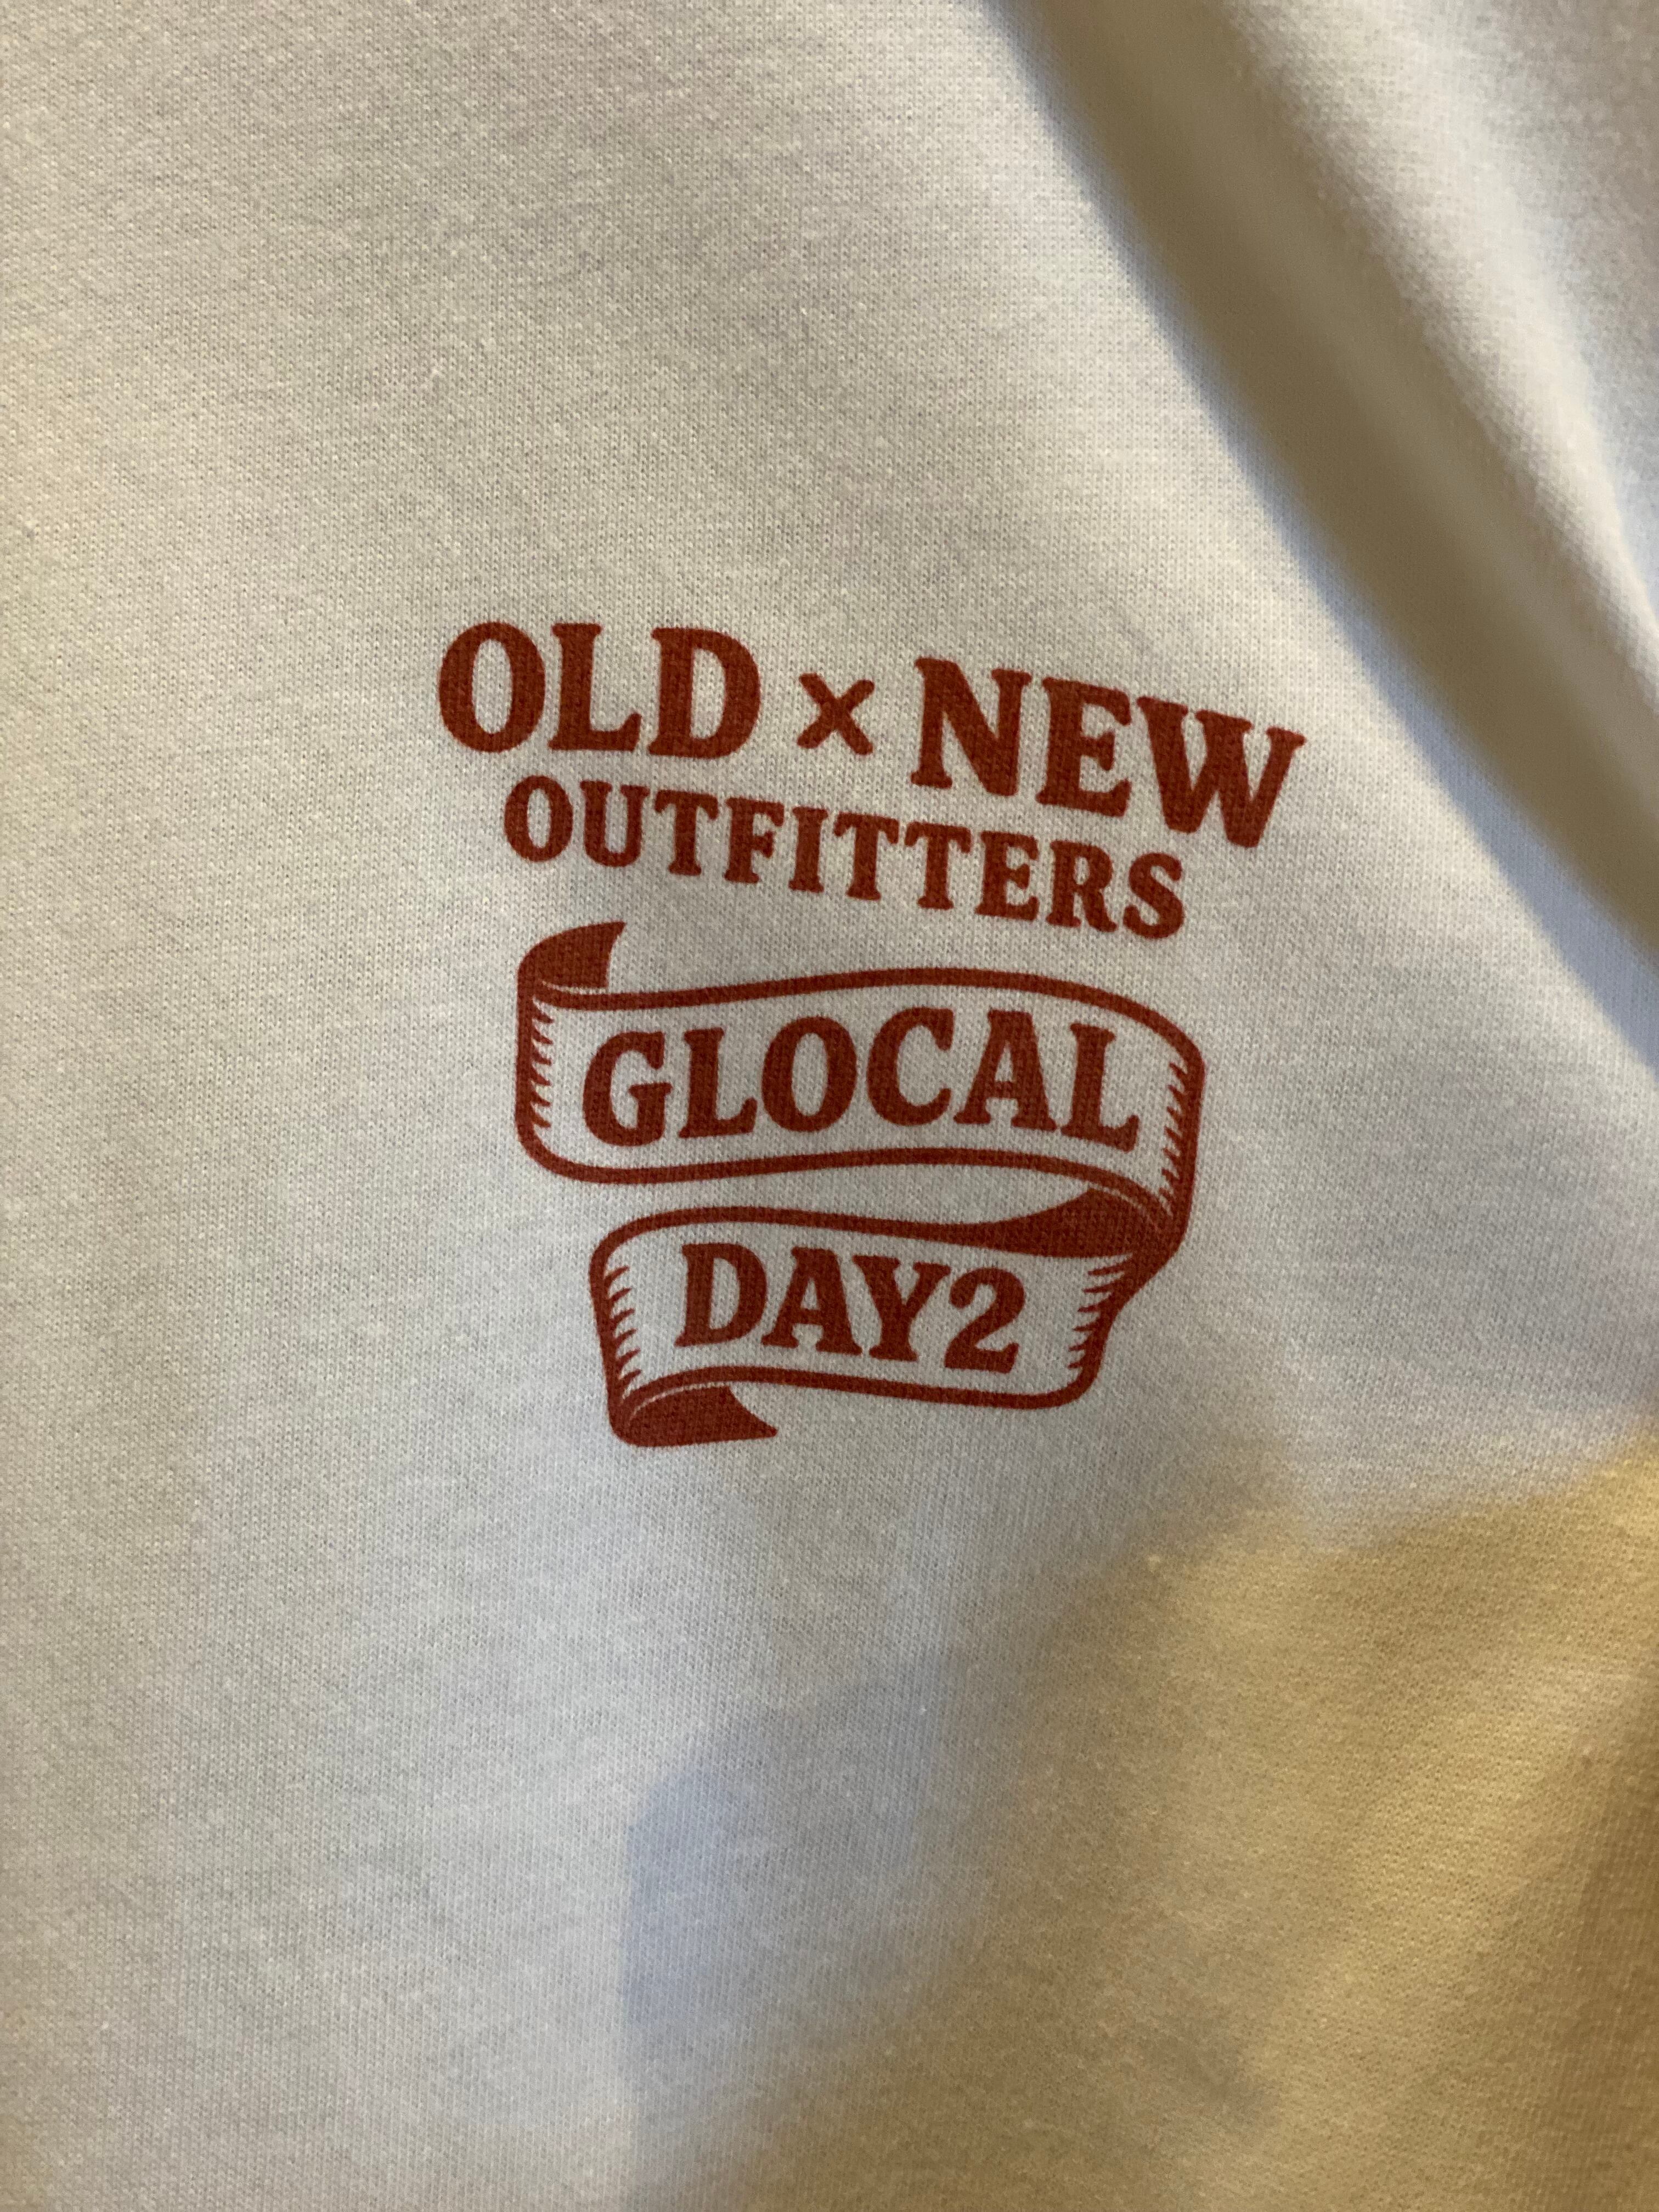 OLD × NEW
OUTFITTERS
GLOCAL
DAY2